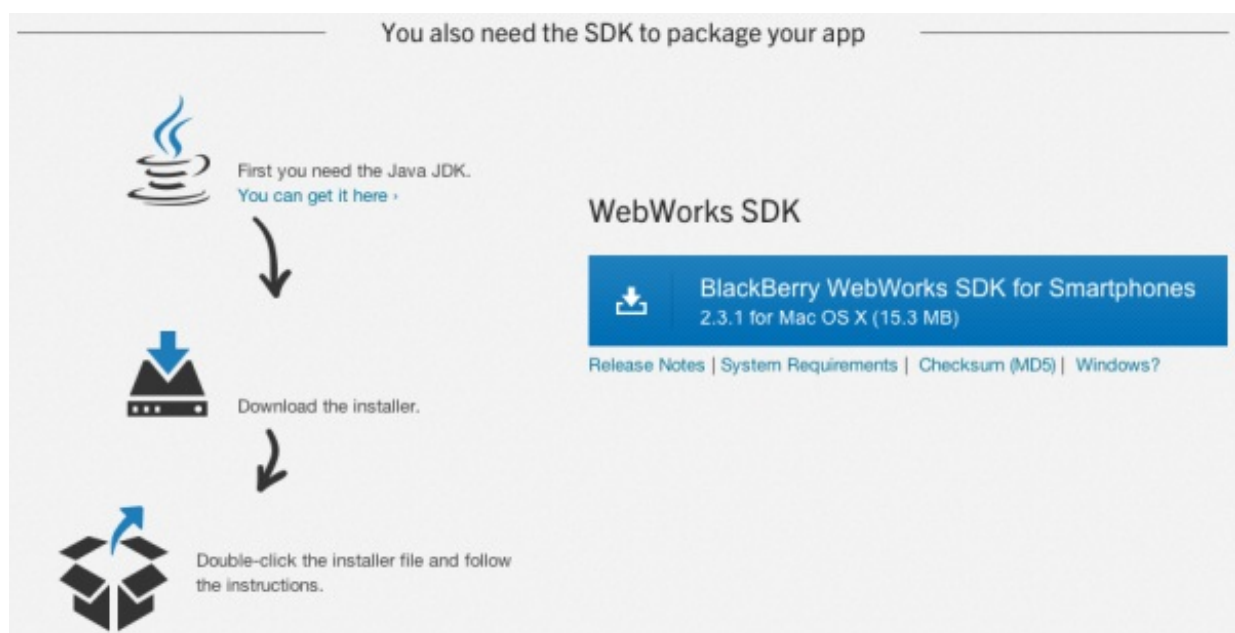 You also need the SDK to package your app
First you need the Java JDK.
You can get it here ›
Download the installer.
Double-click the installer file and follow
the instructions.
WebWorks SDK
BlackBerry WebWorks SDK for Smartphones
2.3.1 for Mac OS X (15.3 MB)
Release Notes | System Requirements | Checksum (MD5) | Windows?